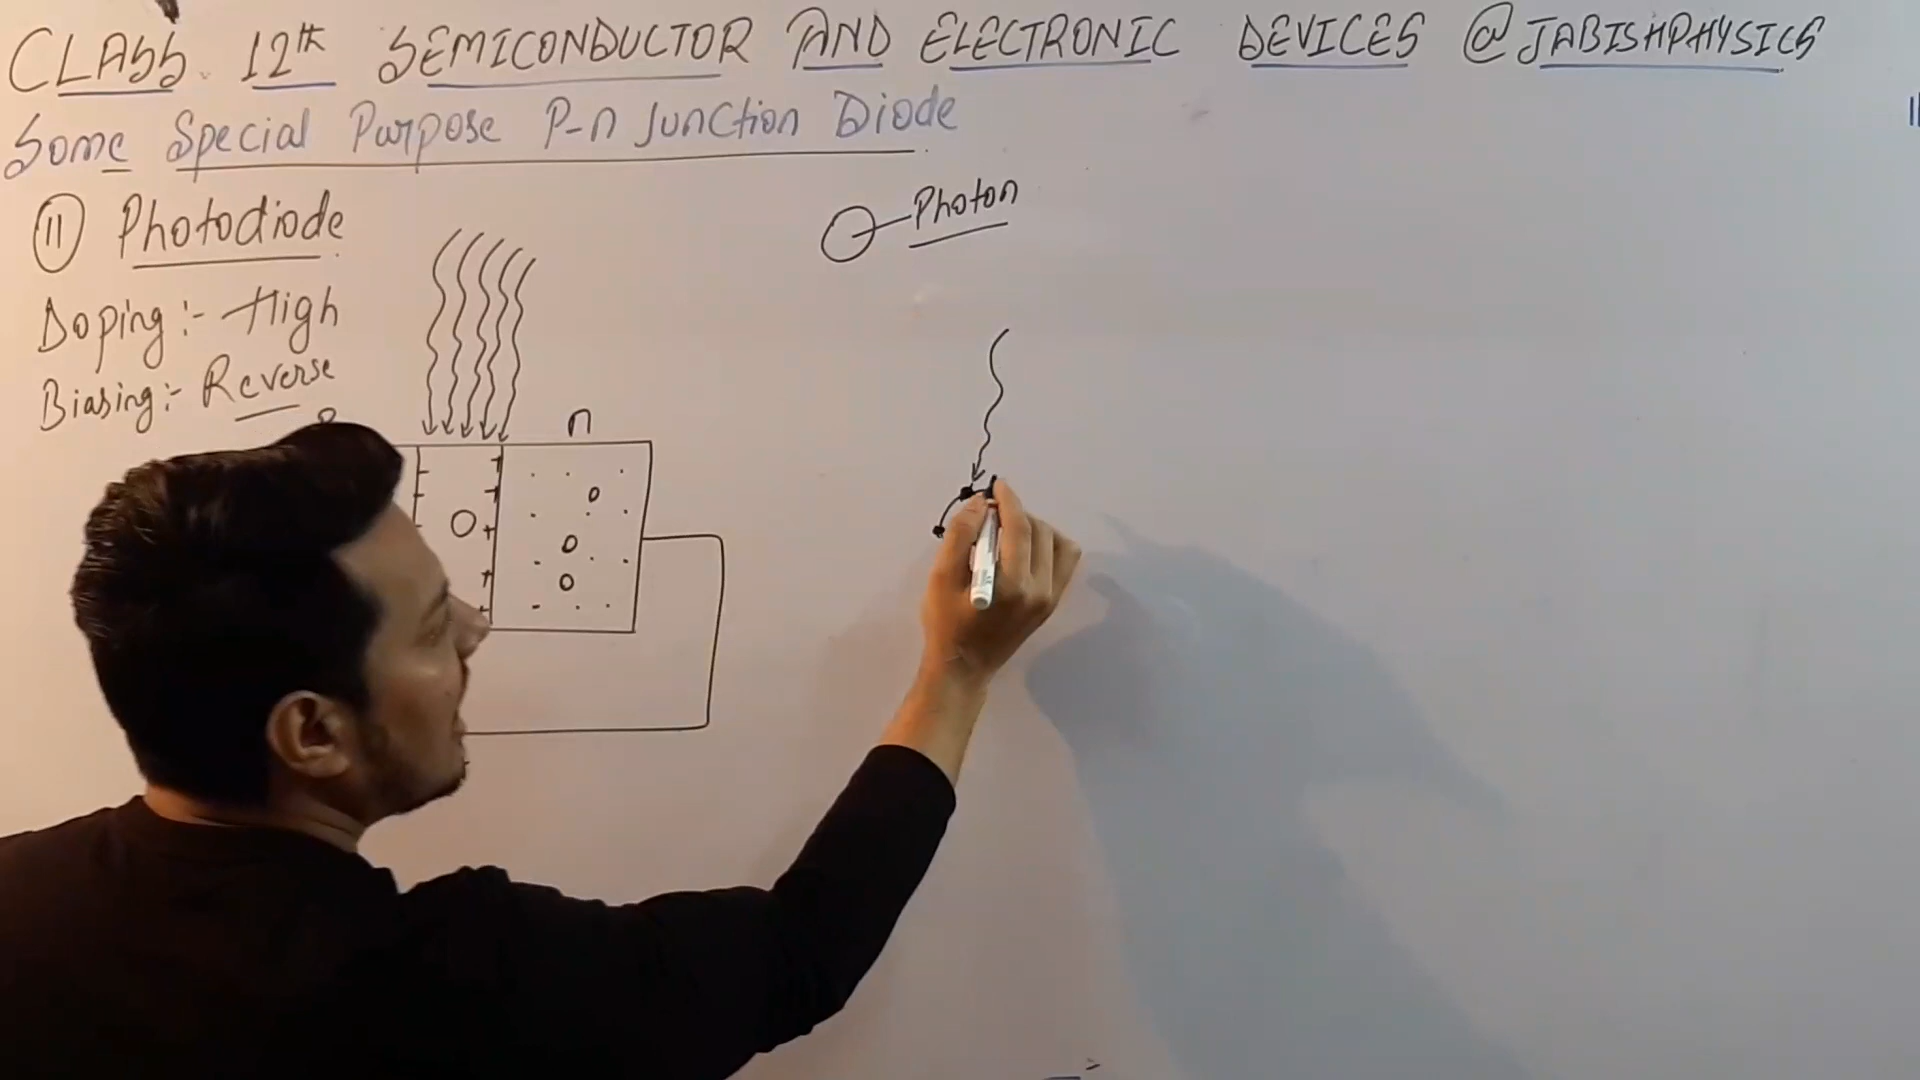 CLASS 12th SEMICONDUCTOR AND ELECTRONIC DEVICES @JABISHPHYSICS
Some Special Purpose P-n Junction Diode
(11) Photodiode
Photon
Doping:- High
Biasing:- Reverse
n